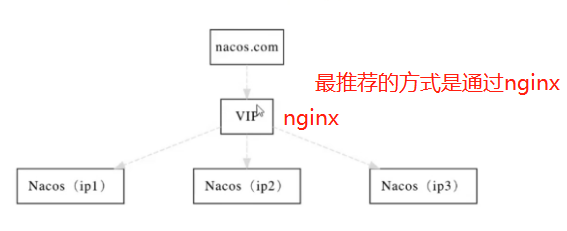 nacos.com
最推荐的方式是通过nginx
VIP
nginx
Nacos（ip1）
Nacos（ip2）
Nacos（ip3）